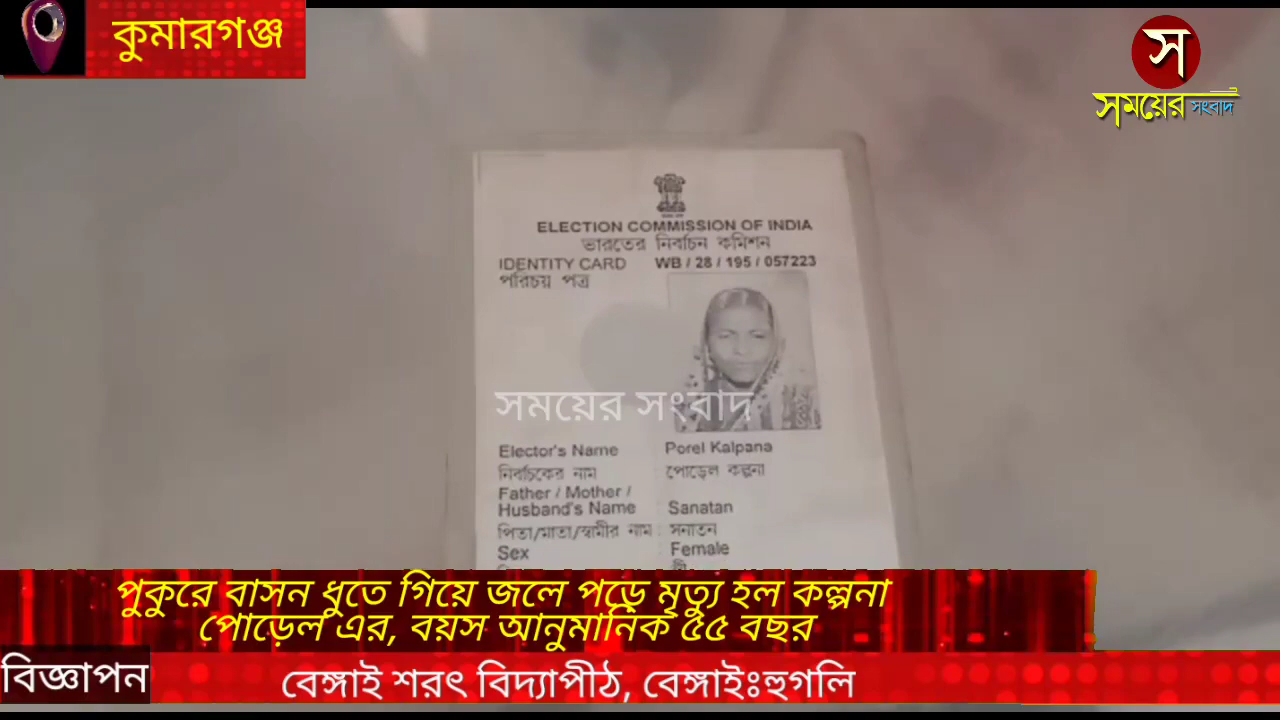 কুমারগঞ্জ
স
সময়ের সংবাদ
ELECTION COMMISSION OF INDIA
ভারতের নির্বাচন কমিশন
IDENTITY CARD WB / 28 / 195 / 057223
পরিচয় পত্র
সময়ের সংবাদ
Elector's Name Porel Kalpana
নির্বাচকের নাম পোড়েল কল্পনা
Father / Mother /
Husband's Name Sanatan
পিতা/মাতা/স্বামীর নাম : সনাতন
Sex Female
পুকুরে বাসন ধুতে গিয়ে জলে পড়ে মৃত্যু হল কল্পনা
পোড়েল এর, বয়স আনুমানিক ৫৫ বছর
বিজ্ঞাপন বেঙ্গাই শরৎ বিদ্যাপীঠ, বেঙ্গাইঃহুগলি